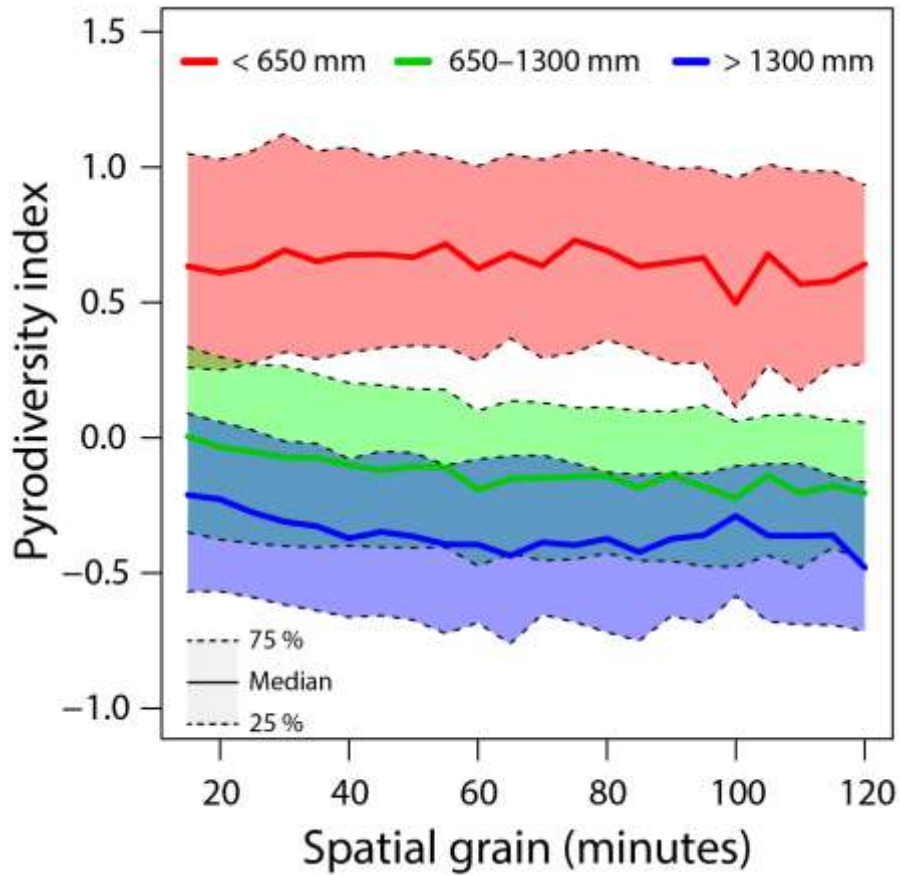 1.5
1.0
0.5
0.0
−0.5
−1.0
Pyrodiversity index
< 650 mm 650–1300 mm > 1300 mm
75 %
Median
25 %
20 40 60 80 100 120
Spatial grain (minutes)